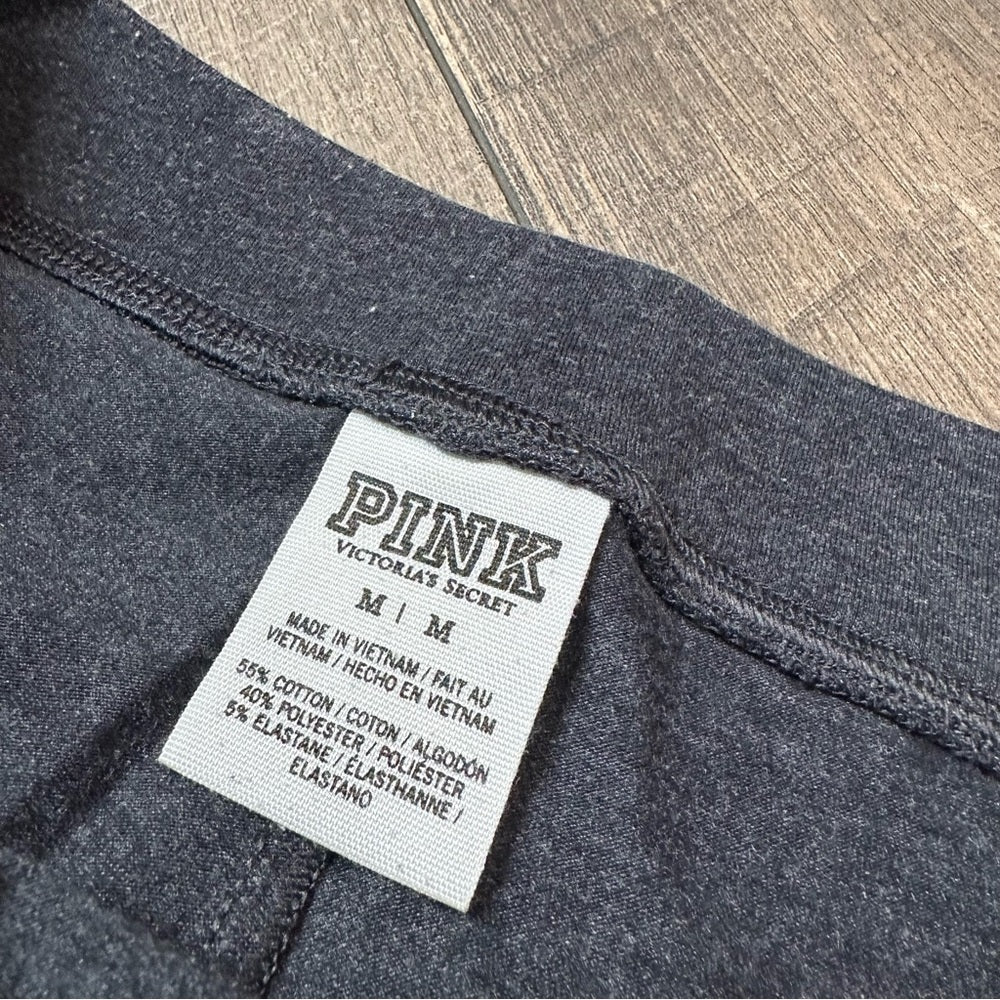 PINK
VICTORIA'S SECRET
M | M
MADE IN VIETNAM / FAIT AU
VIETNAM / HECHO EN VIETNAM
55% COTTON / COTON / ALGODÓN
40% POLYESTER / POLIÉSTER
5% ELASTANE / ÉLASTHANNE /
ELASTANO